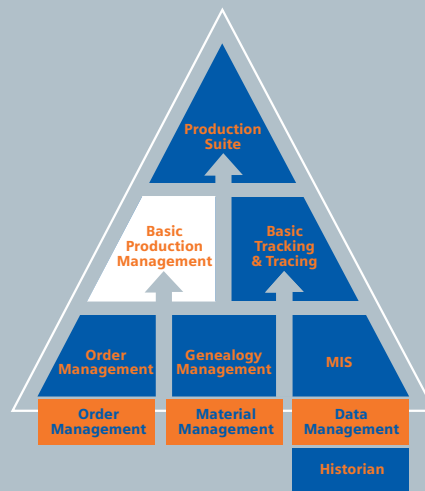 Production
Suite
Basic
Production
Management
Basic
Tracking
& Tracing
Order
Management
Genealogy
Management
MIS
Order
Management
Material
Management
Data
Management
Historian